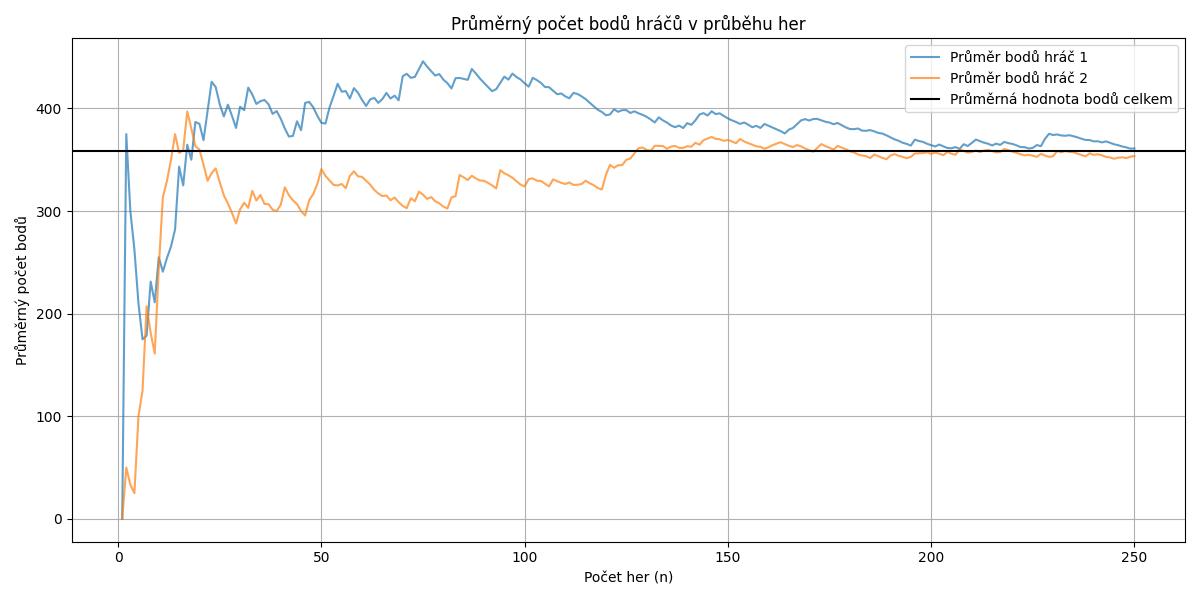 Průměrný počet bodů hráčů v průběhu her
Průměr bodů hráč 1
Průměr bodů hráč 2
Průměrná hodnota bodů celkem
Průměrný počet bodů
400
300
200
100
0
0
50
100
150
200
250
Počet her (n)